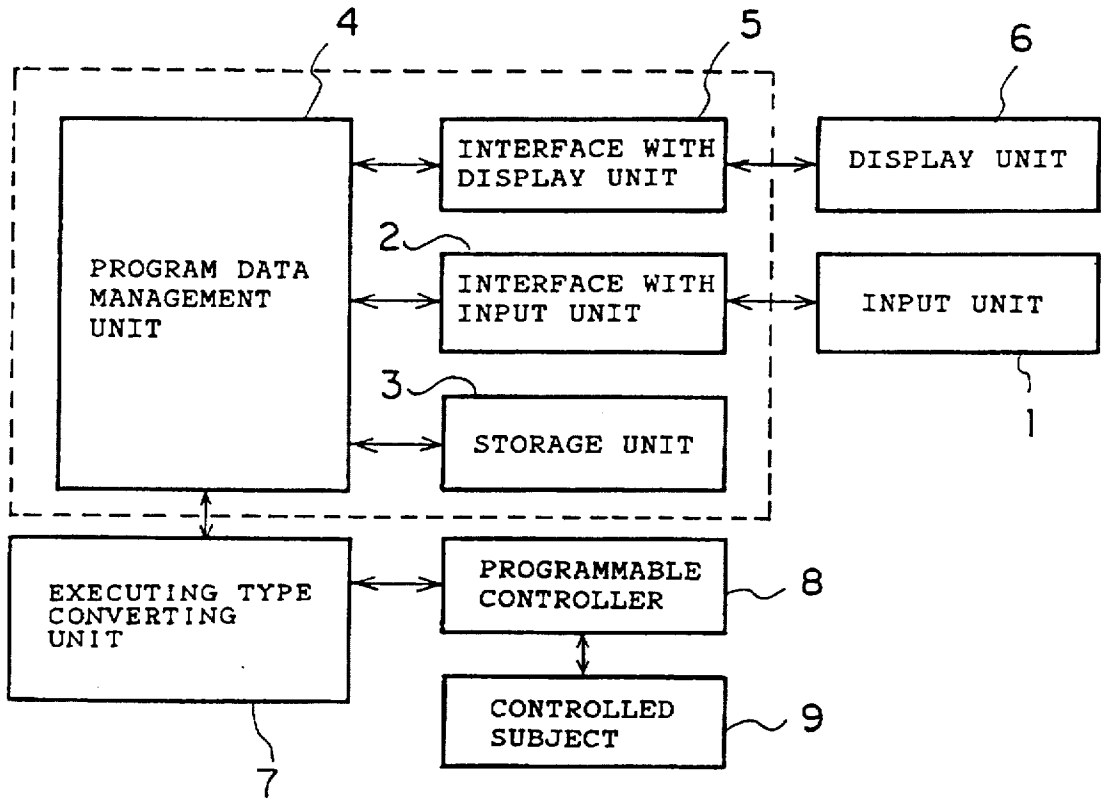 4
5
6
INTERFACE WITH
DISPLAY UNIT
DISPLAY UNIT
2
PROGRAM DATA
MANAGEMENT
UNIT
INTERFACE WITH
INPUT UNIT
INPUT UNIT
3
1
STORAGE UNIT
EXECUTING TYPE
CONVERTING
UNIT
PROGRAMMABLE
CONTROLLER
8
CONTROLLED
SUBJECT
9
7